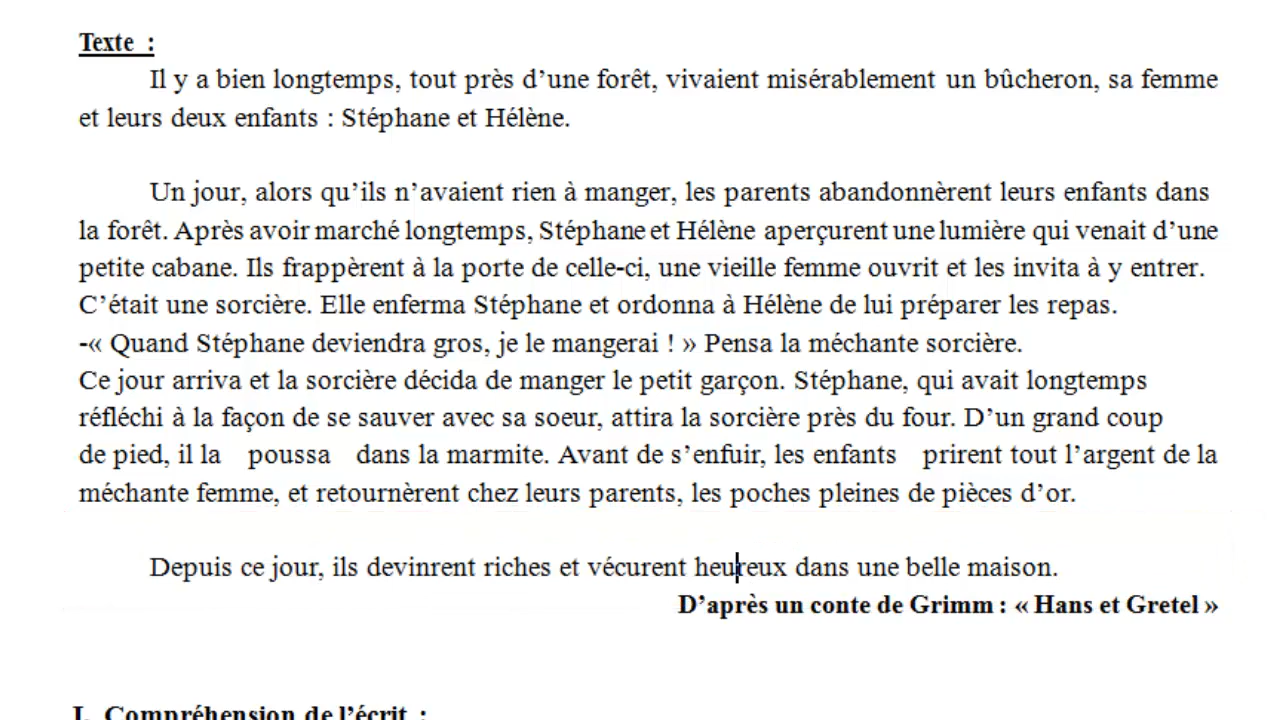 Texte :
Il y a bien longtemps, tout près d’une forêt, vivaient misérablement un bûcheron, sa femme
et leurs deux enfants : Stéphane et Hélène.
Un jour, alors qu’ils n’avaient rien à manger, les parents abandonnèrent leurs enfants dans
la forêt. Après avoir marché longtemps, Stéphane et Hélène aperçurent une lumière qui venait d’une
petite cabane. Ils frappèrent à la porte de celle-ci, une vieille femme ouvrit et les invita à y entrer.
C’était une sorcière. Elle enferma Stéphane et ordonna à Hélène de lui préparer les repas.
-« Quand Stéphane deviendra gros, je le mangerai ! » Pensa la méchante sorcière.
Ce jour arriva et la sorcière décida de manger le petit garçon. Stéphane, qui avait longtemps
réfléchi à la façon de se sauver avec sa soeur, attira la sorcière près du four. D’un grand coup
de pied, il la poussa dans la marmite. Avant de s’enfuir, les enfants prirent tout l’argent de la
méchante femme, et retournèrent chez leurs parents, les poches pleines de pièces d’or.
Depuis ce jour, ils devinrent riches et vécurent heureux dans une belle maison.
D’après un conte de Grimm : « Hans et Gretel »
I. Compréhension de l’écrit :